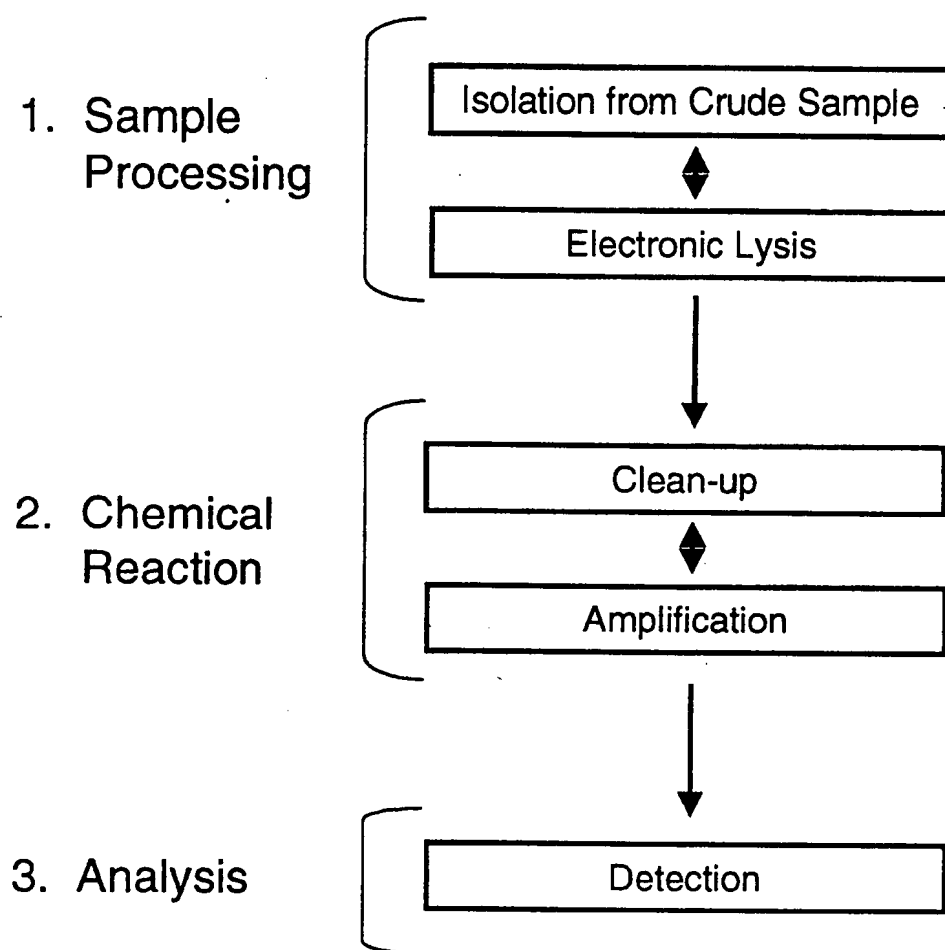 1. Sample
Processing
Isolation from Crude Sample
Electronic Lysis
2. Chemical
Reaction
Clean-up
Amplification
3. Analysis
Detection